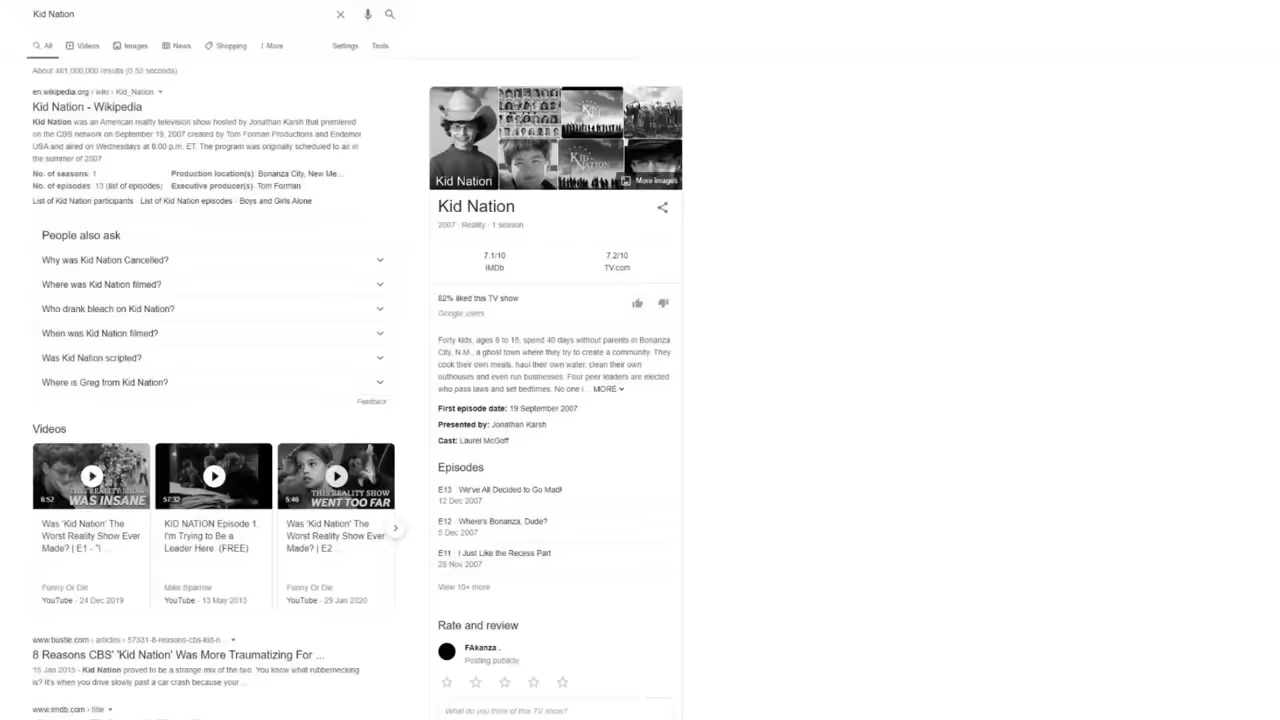 Kid Nation
All Videos Images News Shopping More Settings Tools
About 461,000,000 results (0.52 seconds)
en.wikipedia.org › wiki › Kid_Nation
Kid Nation - Wikipedia
Kid Nation was an American reality television show hosted by Jonathan Karsh that premiered
on the CBS network on September 19, 2007 created by Tom Forman Productions and Endemol
USA and aired on Wednesdays at 8:00 p.m. ET. The program was originally scheduled to air in
the summer of 2007
No. of seasons: 1 Production location(s): Bonanza City, New Me...
No. of episodes: 13 (list of episodes) Executive producer(s): Tom Forman
List of Kid Nation participants · List of Kid Nation episodes · Boys and Girls Alone
People also ask
Why was Kid Nation Cancelled?
Where was Kid Nation filmed?
Who drank bleach on Kid Nation?
When was Kid Nation filmed?
Was Kid Nation scripted?
Where is Greg from Kid Nation?
Feedback
Videos
6:52
THIS REALITY SHOW
WAS INSANE
57:32
5:46
THIS REALITY SHOW
WENT TOO FAR
Was 'Kid Nation' The
Worst Reality Show Ever
Made? | E1 - "I ...
Funny Or Die
YouTube - 24 Dec 2019
KID NATION Episode 1.
I'm Trying to Be a
Leader Here. (FREE)
Mike Sparrow
YouTube - 13 May 2013
Was 'Kid Nation' The
Worst Reality Show Ever
Made? | E2 ...
Funny Or Die
YouTube - 29 Jan 2020
www.bustle.com › articles › 57331-8-reasons-cbs-kid-n...
8 Reasons CBS' 'Kid Nation' Was More Traumatizing For ...
15 Jan 2015 - Kid Nation proved to be a strange mix of the two. You know what rubbernecking
is? It's when you drive slowly past a car crash because your ...
www.imdb.com › title
KID NATION
KID NATION
Kid Nation
More images
Kid Nation
2007 · Reality · 1 season
7.1/10 7.2/10
IMDb TV.com
82% liked this TV show
Google users
Forty kids, ages 8 to 15, spend 40 days without parents in Bonanza
City, N.M., a ghost town where they try to create a community. They
cook their own meals, haul their own water, clean their own
outhouses and even run businesses. Four peer leaders are elected
who pass laws and set bedtimes. No one i... MORE
First episode date: 19 September 2007
Presented by: Jonathan Karsh
Cast: Laurel McGoff
Episodes
E13 · We've All Decided to Go Mad!
12 Dec 2007
E12 · Where's Bonanza, Dude?
5 Dec 2007
E11 · I Just Like the Recess Part
28 Nov 2007
View 10+ more
Rate and review
FAkanza .
Posting publicly
What do you think of this TV show?